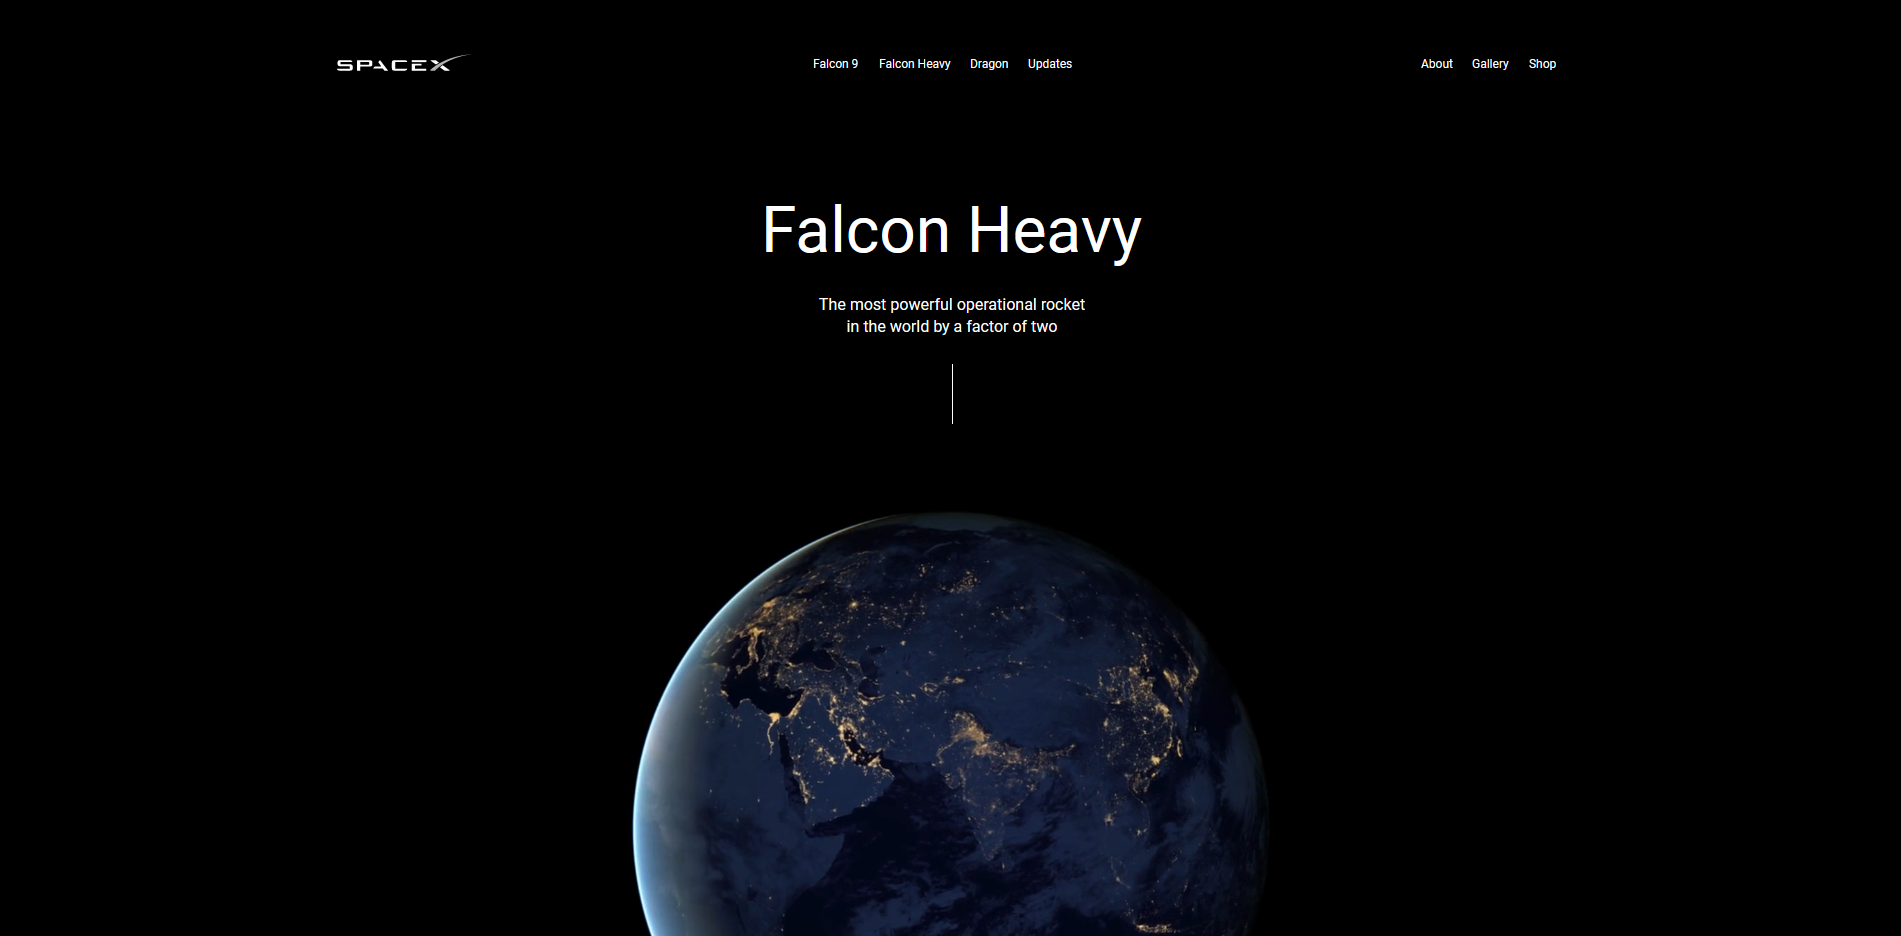 SPACEX
Falcon 9 Falcon Heavy Dragon Updates
About Gallery Shop
Falcon Heavy
The most powerful operational rocket
in the world by a factor of two